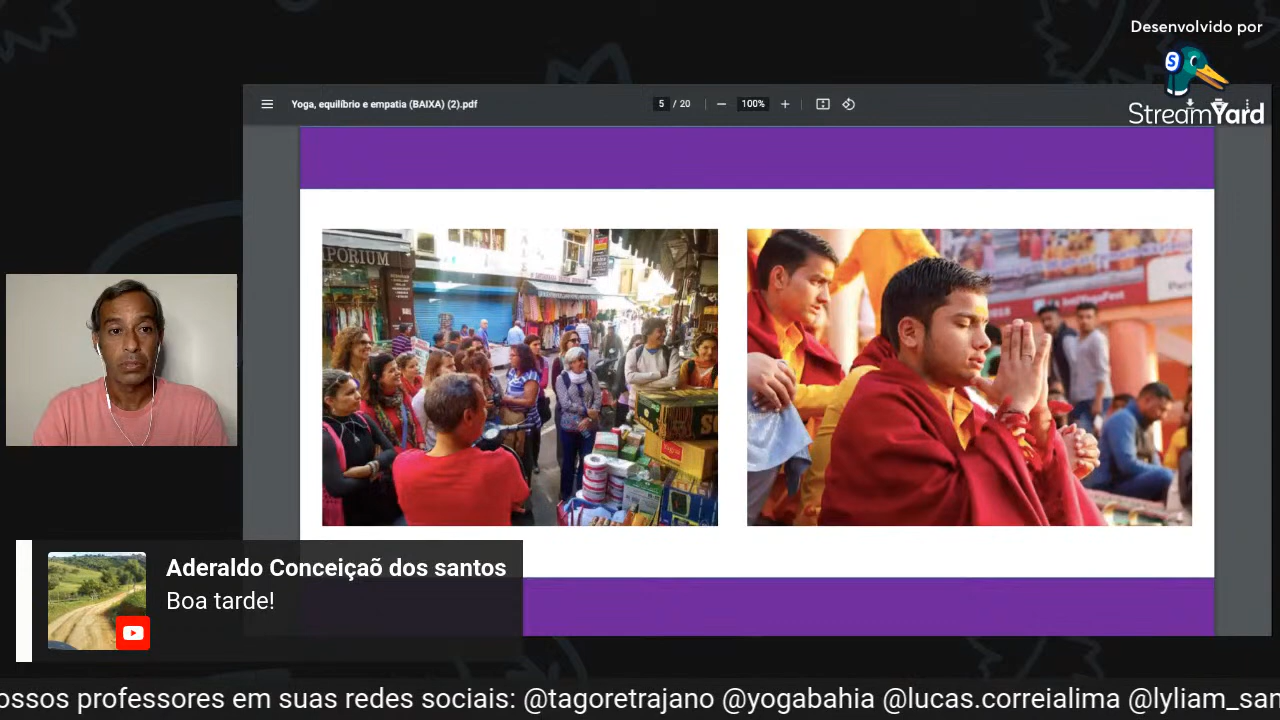 Desenvolvido por
StreamYard
Yoga, equilíbrio e empatia (BAIXA) (2).pdf
5 / 20
100%
PORIUM
Aderaldo Conceiçaõ dos santos
Boa tarde!
ossos professores em suas redes sociais: @tagoretrajano @yogabahia @lucas.correialima @lyliam_san